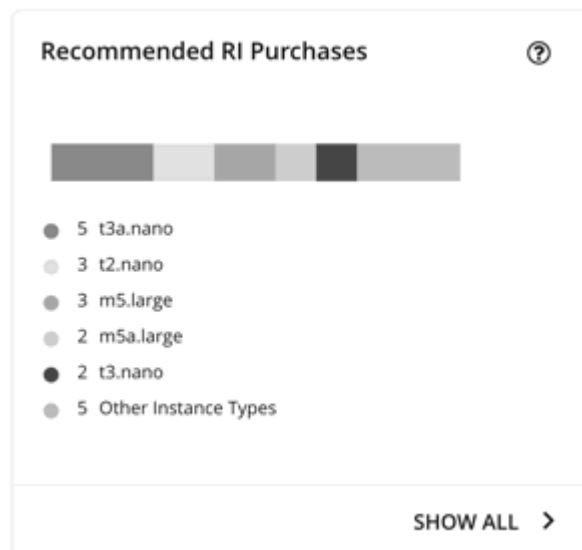 Recommended RI Purchases
5 t3a.nano
3 t2.nano
3 m5.large
2 m5a.large
2 t3.nano
5 Other Instance Types
SHOW ALL